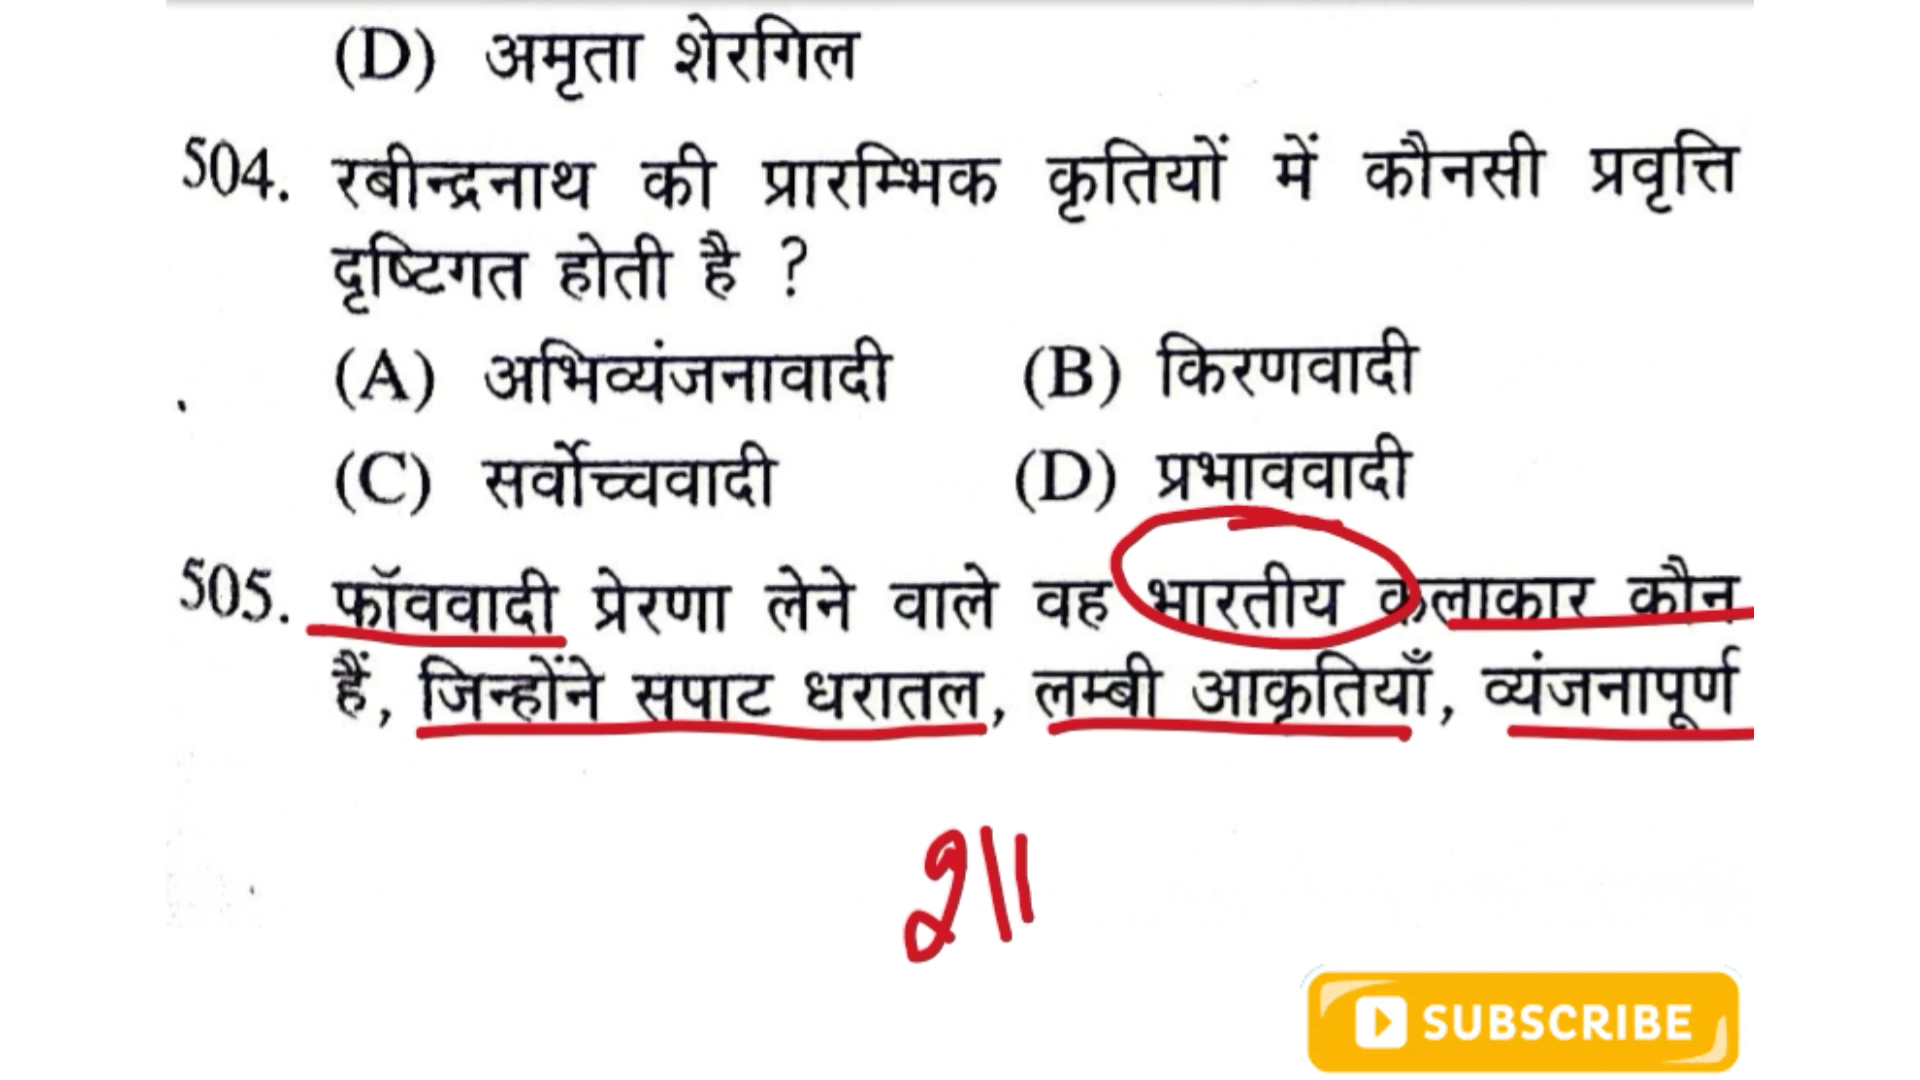 (D) अमृता शेरगिल
504. रबीन्द्रनाथ की प्रारम्भिक कृतियों में कौनसी प्रवृत्ति
दृष्टिगत होती है ?
(A) अभिव्यंजनावादी (B) किरणवादी
(C) सर्वोच्चवादी (D) प्रभाववादी
505. फॉववादी प्रेरणा लेने वाले वह भारतीय कलाकार कौन
हैं, जिन्होंने सपाट धरातल, लम्बी आकृतियाँ, व्यंजनापूर्ण
SUBSCRIBE